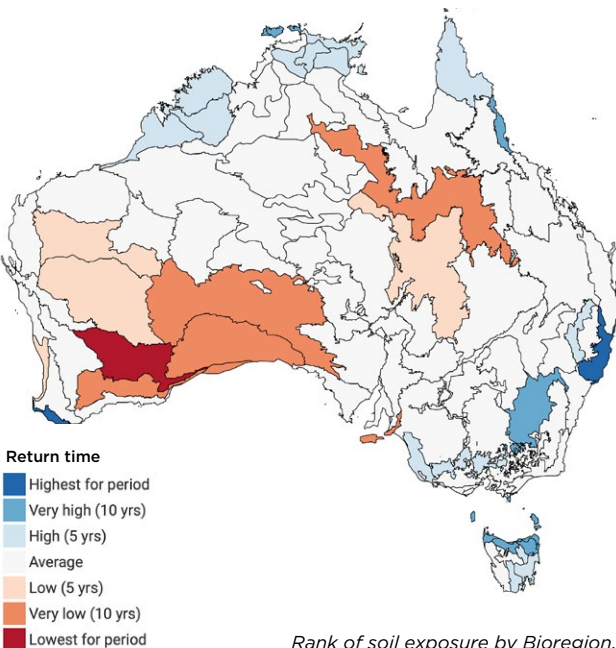 Return time
Highest for period
Very high (10 yrs)
High (5 yrs)
Average
Low (5 yrs)
Very low (10 yrs)
Lowest for period
Rank of soil exposure by Bioregion.